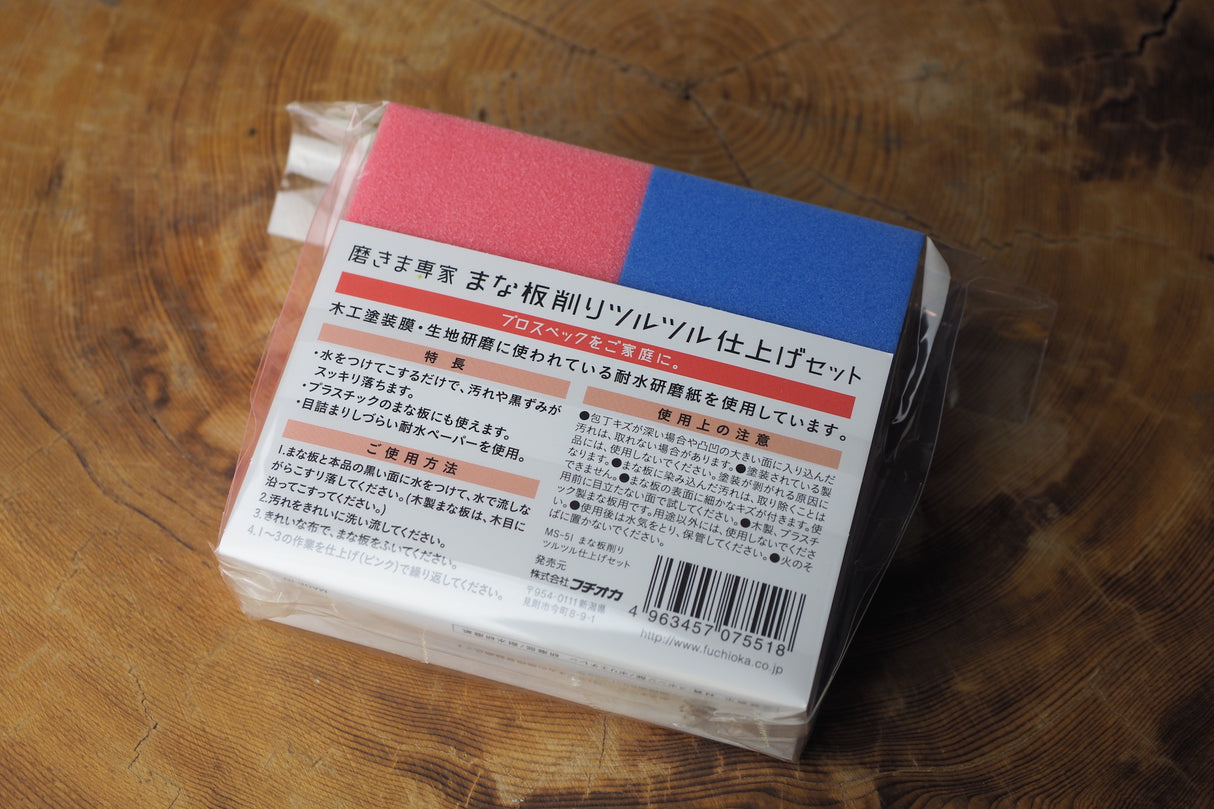 磨きま専家 まな板削りツルツル仕上げセット
プロスペックをご家庭に。
木工塗装膜・生地研磨に使われている耐水研磨紙を使用しています。
特長
・水をつけてこするだけで、汚れや黒ずみが
スッキリ落ちます。
・プラスチックのまな板にも使えます。
・目詰まりしづらい耐水ペーパーを使用。
ご使用方法
1.まな板と本品の黒い面に水をつけて、水で流しな
がらこすり落してください。(木製まな板は、木目に
沿ってこすってください。)
2.汚れをきれいに洗い流してください。
3.きれいな布で、まな板をふいてください。
4.1〜3の作業を仕上げ(ピンク)で繰り返してください。
使用上の注意
●包丁キズが深い場合や凸凹の大きい面に入り込んだ
汚れは、取れない場合があります。●塗装されている製
品には、使用しないでください。塗装が剥がれる原因に
なります。●まな板に染み込んだ汚れは、取り除くことは
できません。●まな板の表面に細かなキズが付きます。使
用前に目立たない面で試してください。●木製、プラスチ
ック製まな板用です。用途以外には、使用しないでくださ
い。●使用後は水気をとり、保管してください。●火のそ
ばに置かないでください。
MS-51 まな板削り
ツルツル仕上げセット
発売元
株式会社フチオカ
〒954-0111 新潟県
見附市今町8-9-1
4 963457 075518
http://www.fuchioka.co.jp